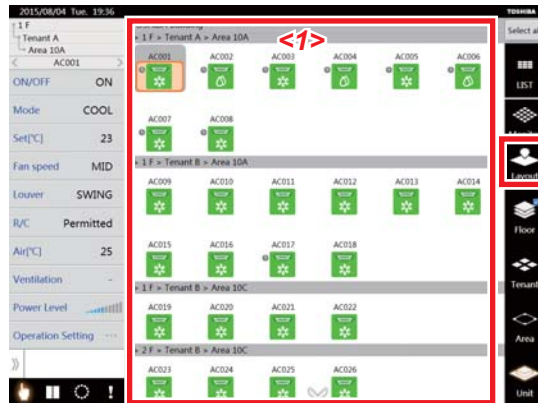 2015/08/04 Tue. 19:36
TOSHIBA
1 F
Tenant A
Area 10A
< AC001 >
ON/OFF ON
Mode COOL
Set[℃] 23
Fan speed MID
Louver SWING
R/C Permitted
Air[℃] 25
Ventilation -
Power Level
Operation Setting ...
»
<1>
1 F > Tenant A > Area 10A
AC001 AC002 AC003 AC004 AC005 AC006
AC007 AC008
1 F > Tenant B > Area 10A
AC009 AC010 AC011 AC012 AC013 AC014
AC015 AC016 AC017 AC018
1 F > Tenant B > Area 10C
AC019 AC020 AC021 AC022
2 F > Tenant B > Area 10C
AC023 AC024 AC025 AC026
Select al
LIST
Layout
Floor
Tenant
Area
Unit